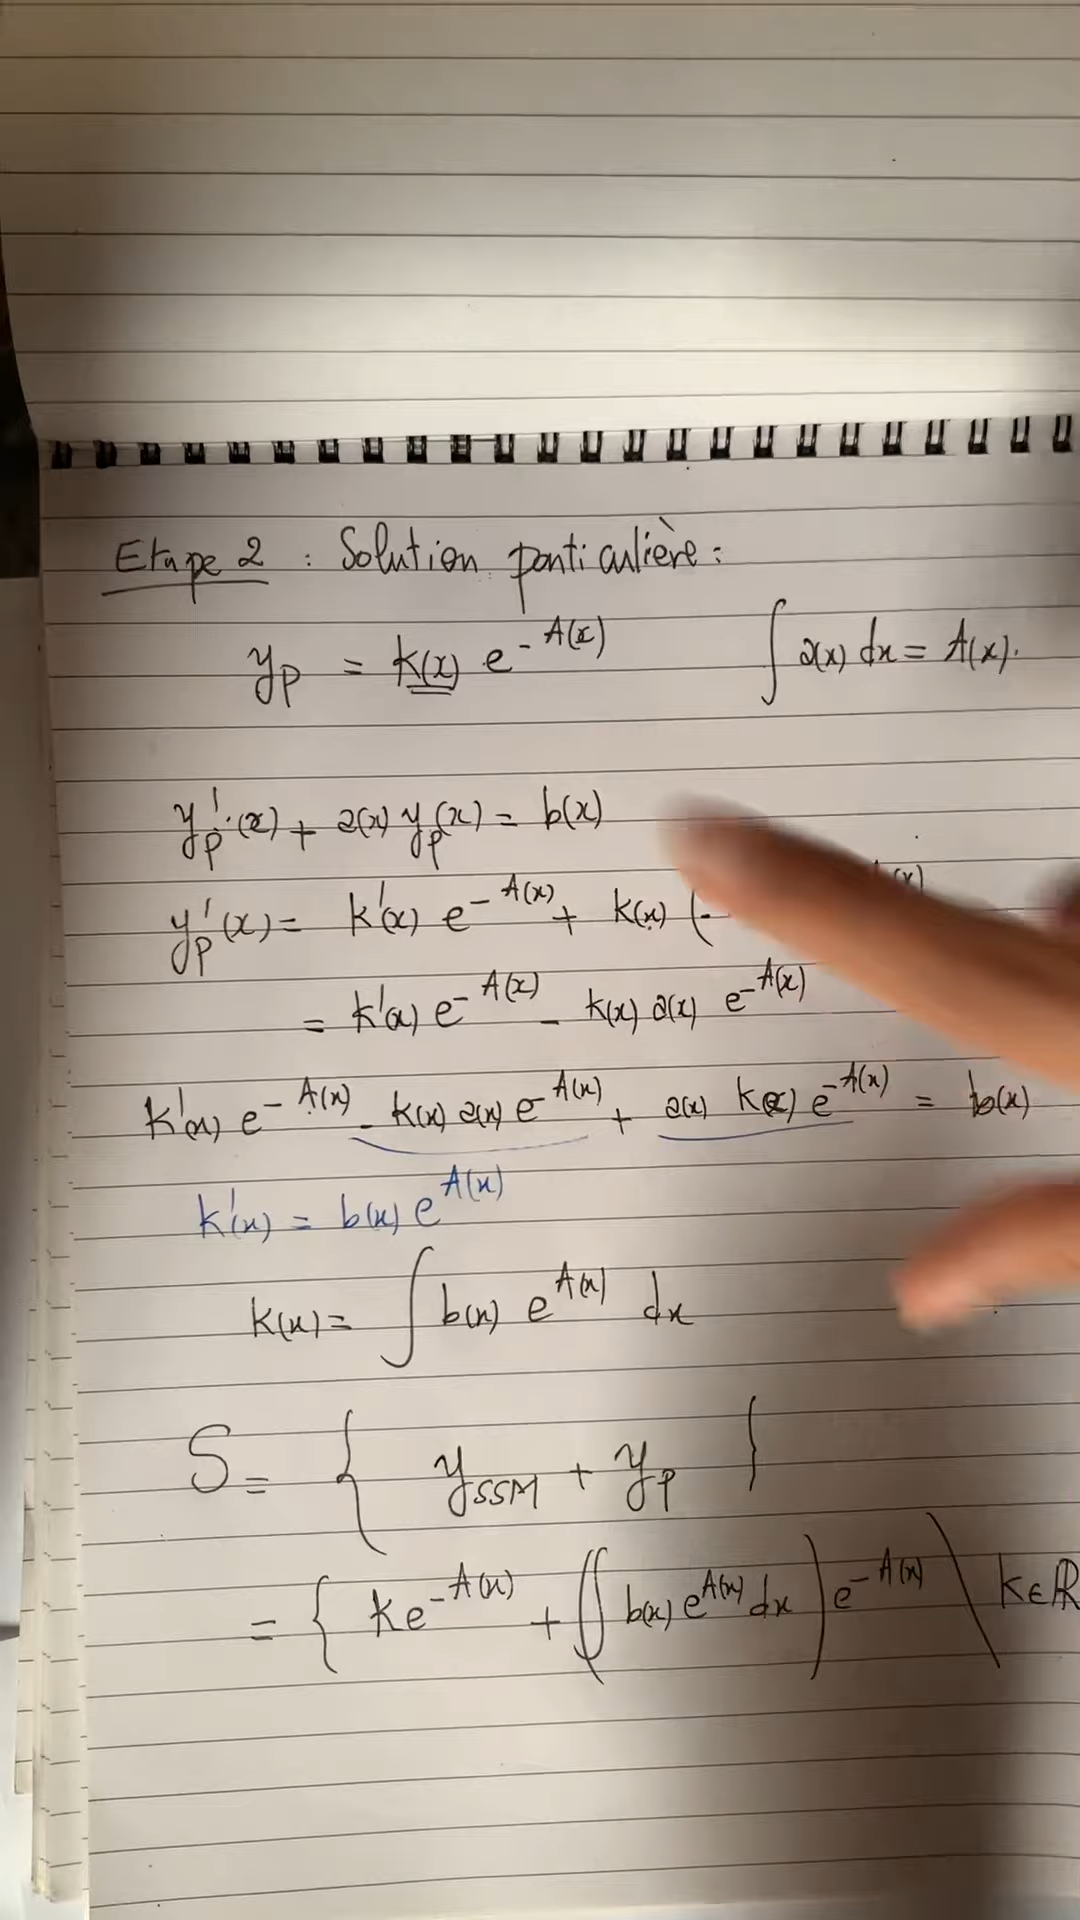 Etape 2 : Solution particulière :
y_p = k(x) e^{-A(x)} ∫ a(x) dx = A(x).
y_p'(x) + a(x) y_p(x) = b(x)
y_p'(x) = k'(x) e^{-A(x)} + k(x) (-
= k'(x) e^{-A(x)} - k(x) a(x) e^{-A(x)}
k'(x) e^{-A(x)} - k(x) a(x) e^{-A(x)} + a(x) k(x) e^{-A(x)} = b(x)
k'(x) = b(x) e^{A(x)}
k(x) = ∫ b(x) e^{A(x)} dx
S = { y_SSM + y_p }
= { k e^{-A(x)} + (∫ b(x) e^{A(x)} dx) e^{-A(x)} \ k∈ℝ